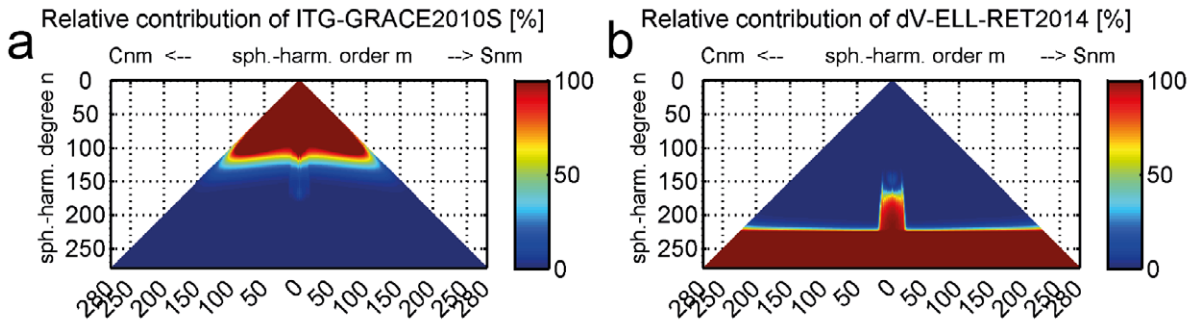 a Relative contribution of ITG-GRACE2010S [%]
Cnm <-- sph.-harm. order m --> Snm
sph.-harm. degree n
0
50
100
150
200
250
280 250 200 150 100 50 0 50 100 150 200 250 280
100
50
0
b Relative contribution of dV-ELL-RET2014 [%]
Cnm <-- sph.-harm. order m --> Snm
sph.-harm. degree n
0
50
100
150
200
250
280 250 200 150 100 50 0 50 100 150 200 250 280
100
50
0